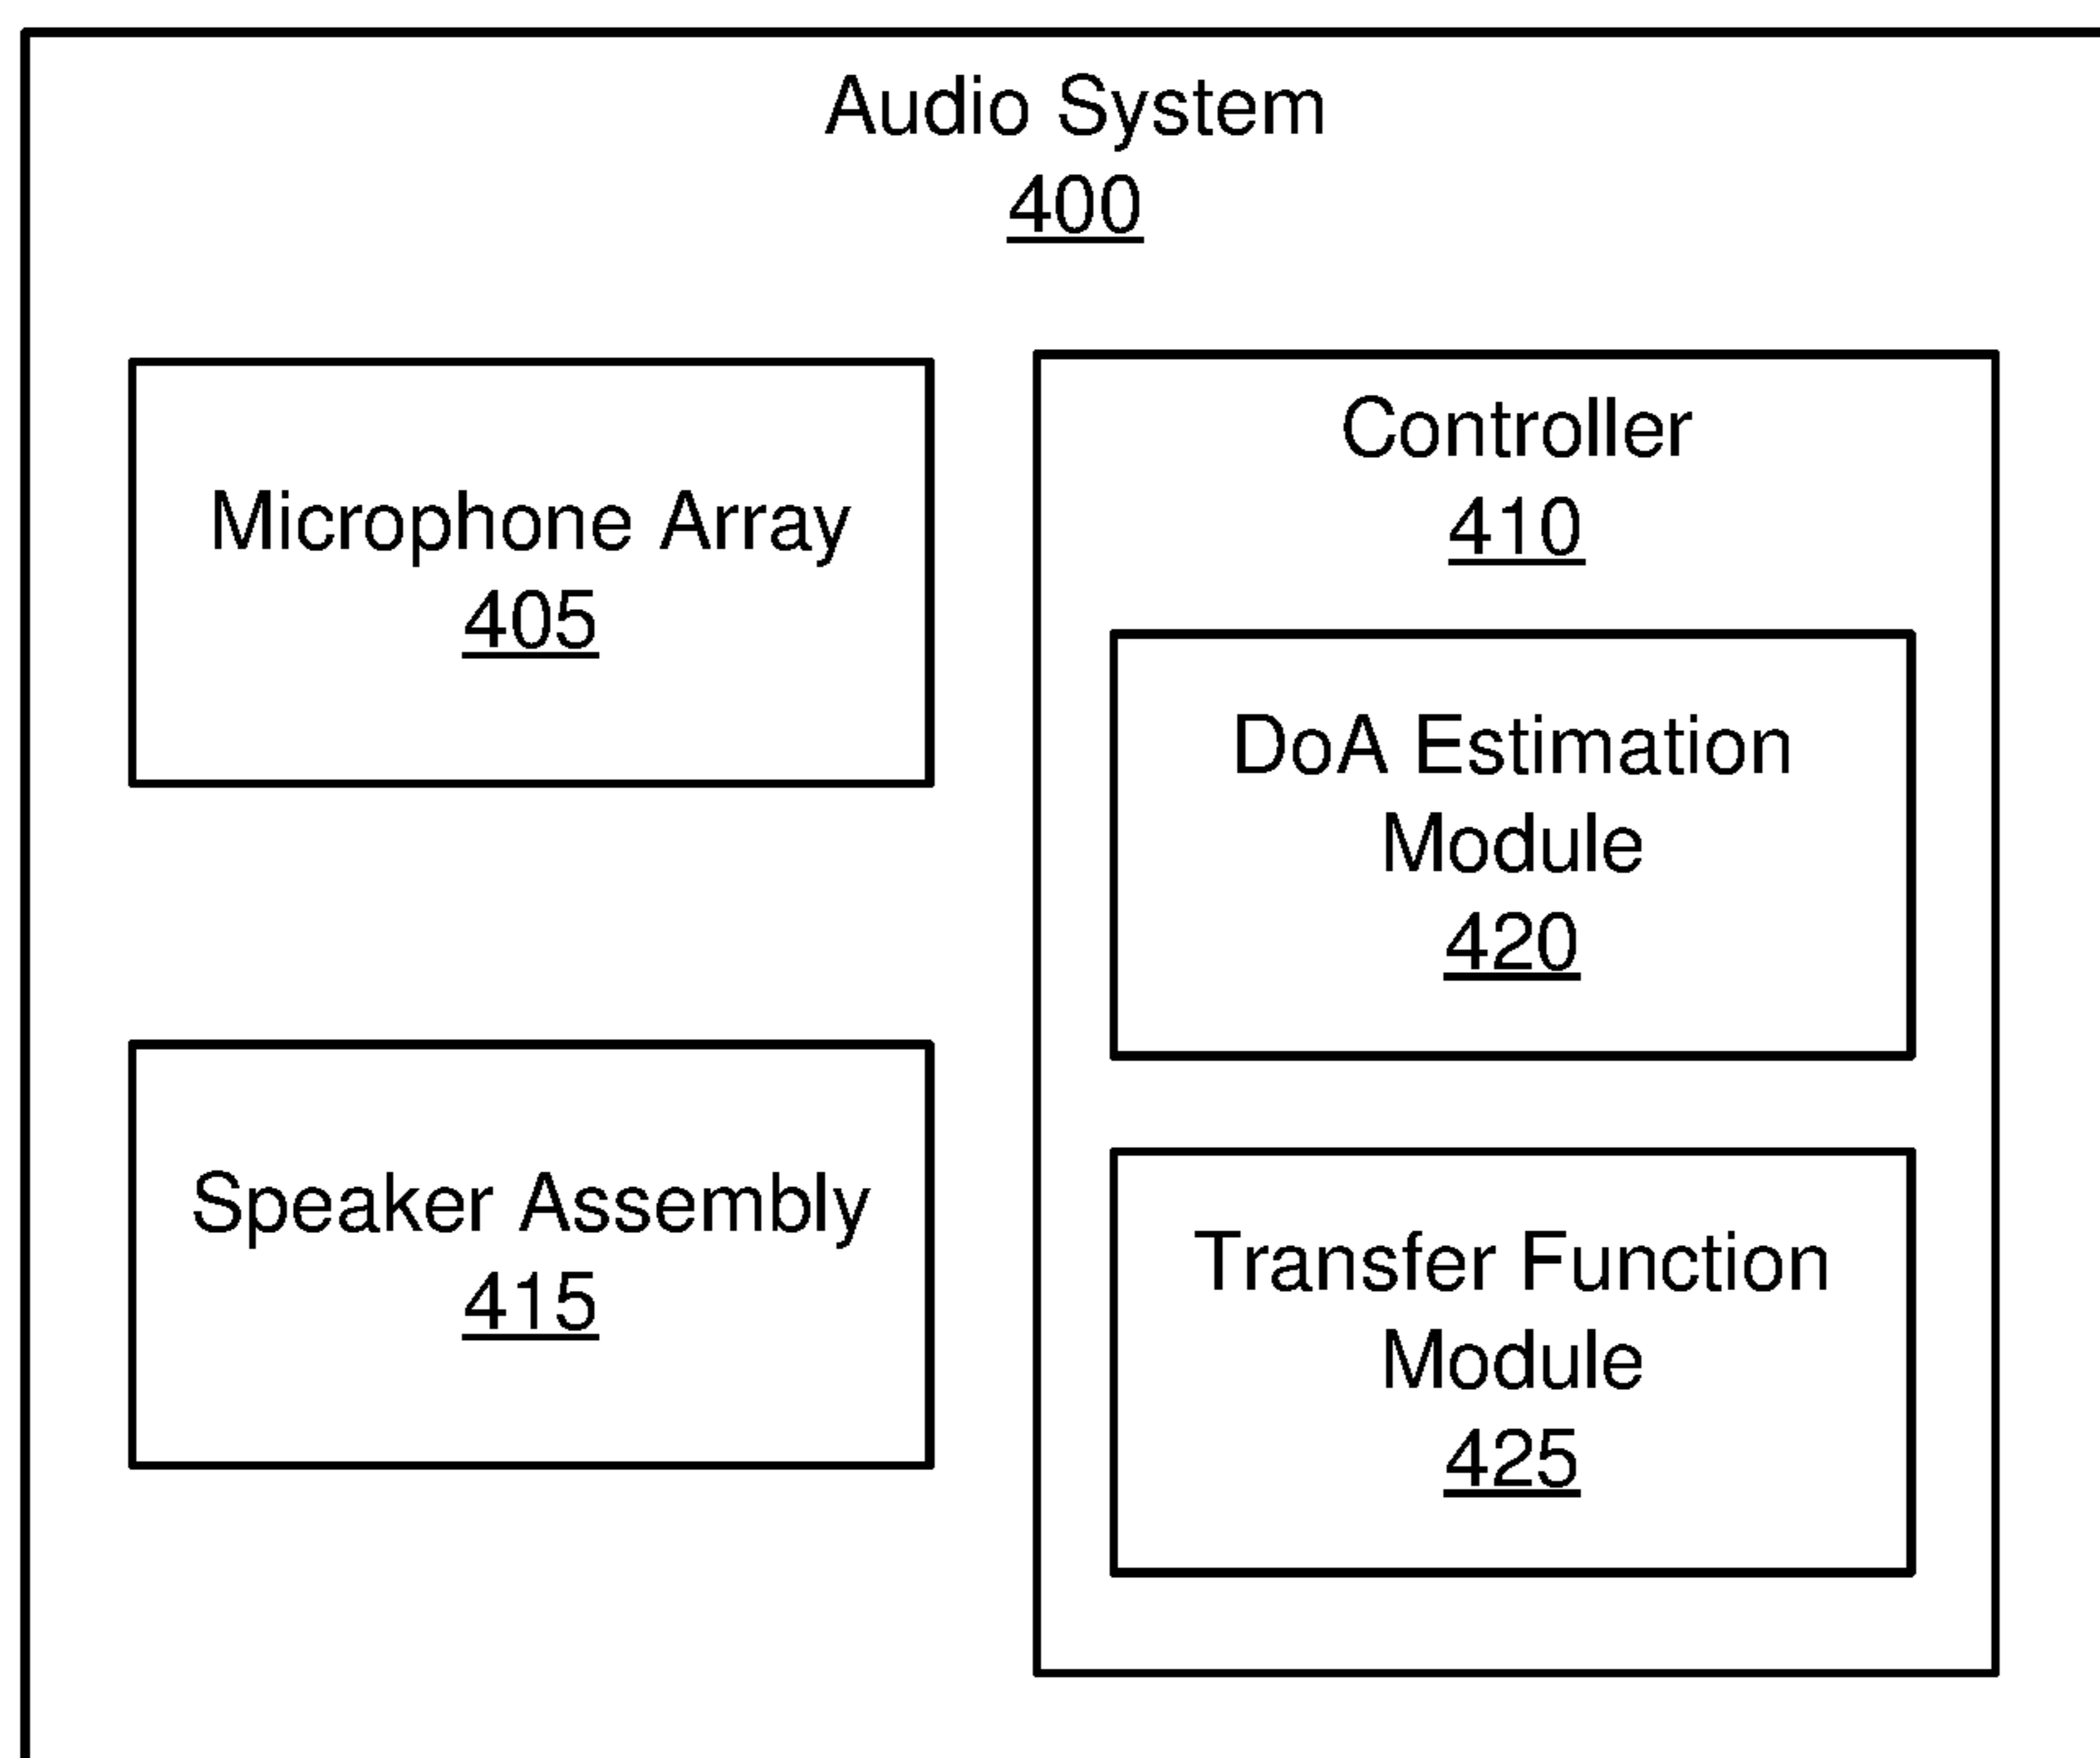 Audio System
400
Microphone Array
405
Speaker Assembly
415
Controller
410
DoA Estimation
Module
420
Transfer Function
Module
425